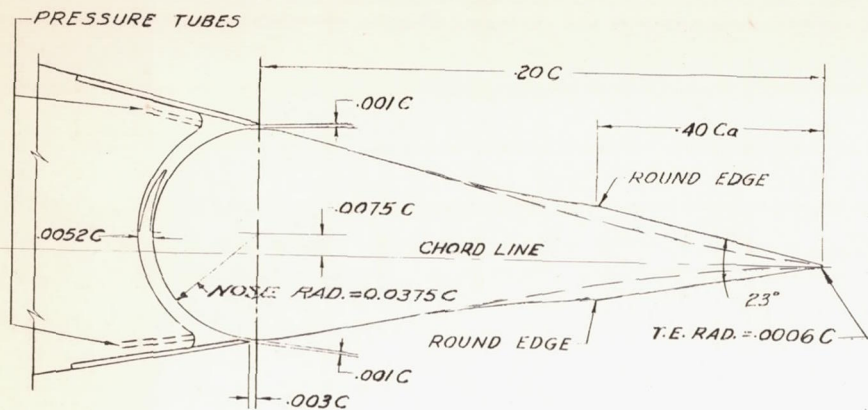 PRESSURE TUBES
.20 C
.001 C
.40 Ca
ROUND EDGE
.0075 C
.0052 C
CHORD LINE
NOSE RAD.=0.0375 C
23°
T.E. RAD.=.0006 C
ROUND EDGE
.001 C
.003 C